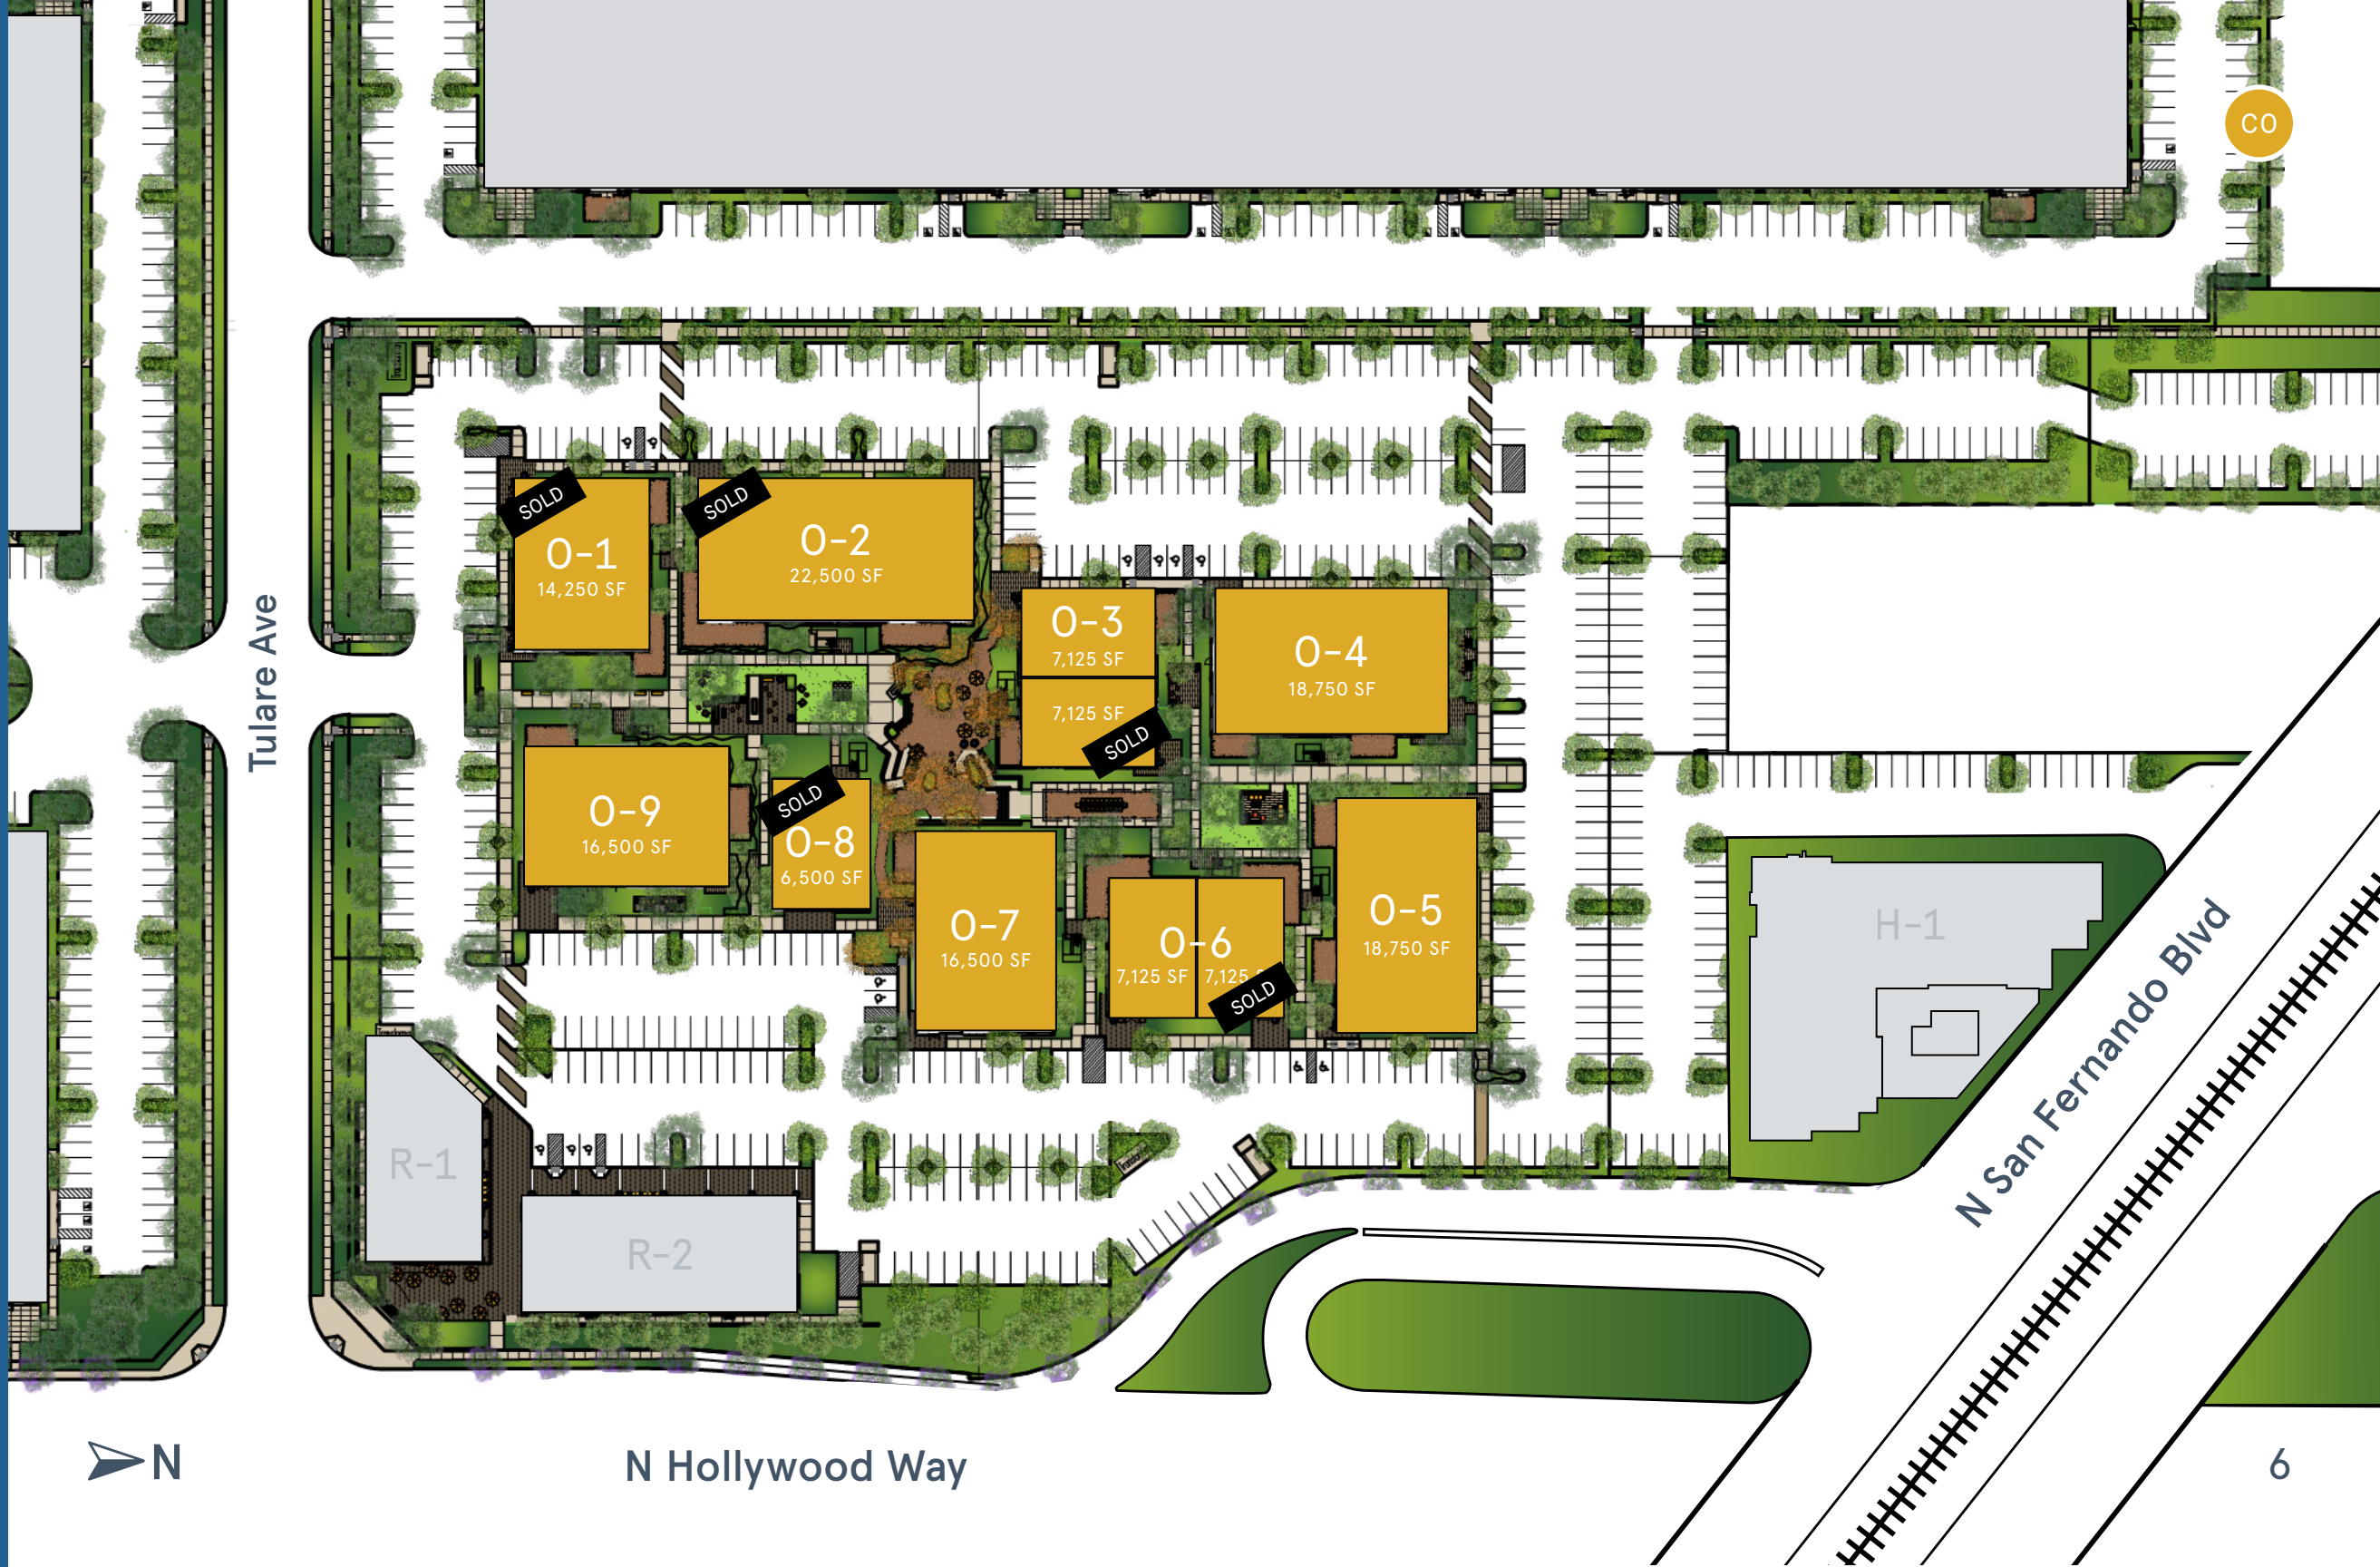 CO
SOLD
O-1
14,250 SF
SOLD
O-2
22,500 SF
O-3
7,125 SF
7,125 SF
SOLD
O-4
18,750 SF
Tulare Ave
O-9
16,500 SF
SOLD
O-8
6,500 SF
O-7
16,500 SF
O-6
7,125 SF
7,125
SOLD
O-5
18,750 SF
H-1
N San Fernando Blvd
R-1
R-2
N
N Hollywood Way
6